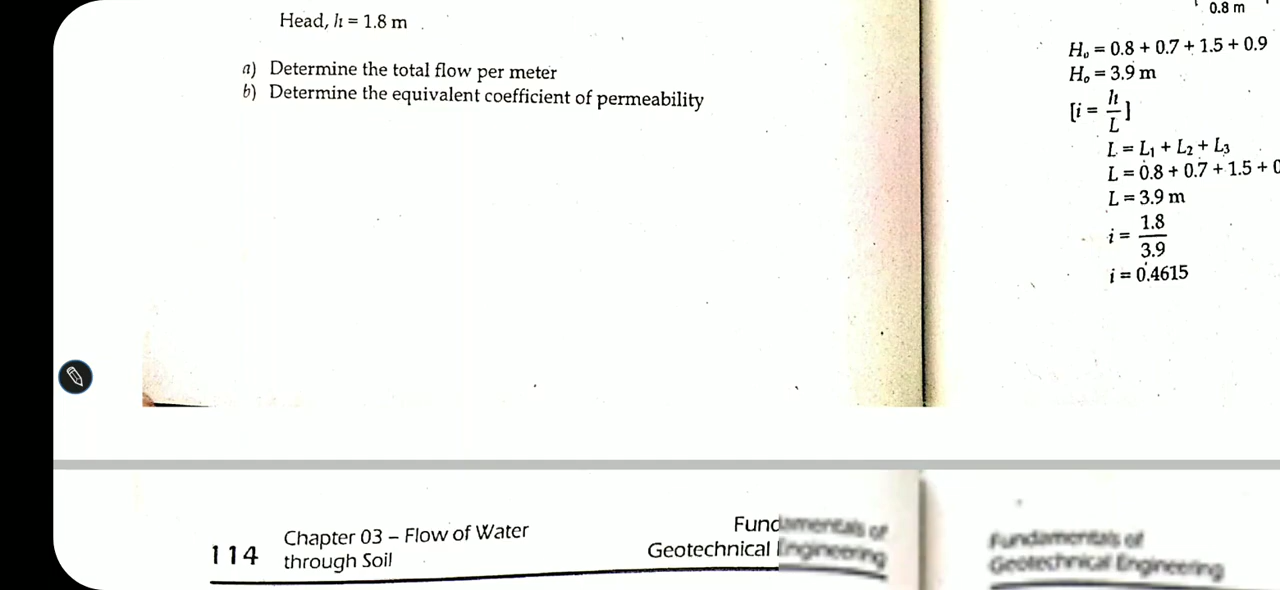 Head, h = 1.8 m
a) Determine the total flow per meter
b) Determine the equivalent coefficient of permeability
0.8 m
Hₒ = 0.8 + 0.7 + 1.5 + 0.9
Hₒ = 3.9 m
[i = h/L]
L = L₁ + L₂ + L₃
L = 0.8 + 0.7 + 1.5 + 0
L = 3.9 m
i = 1.8/3.9
i = 0.4615
114
Chapter 03 – Flow of Water
through Soil
Fundamentals of
Geotechnical Engineering
Fundamentals of
Geotechnical Engineering